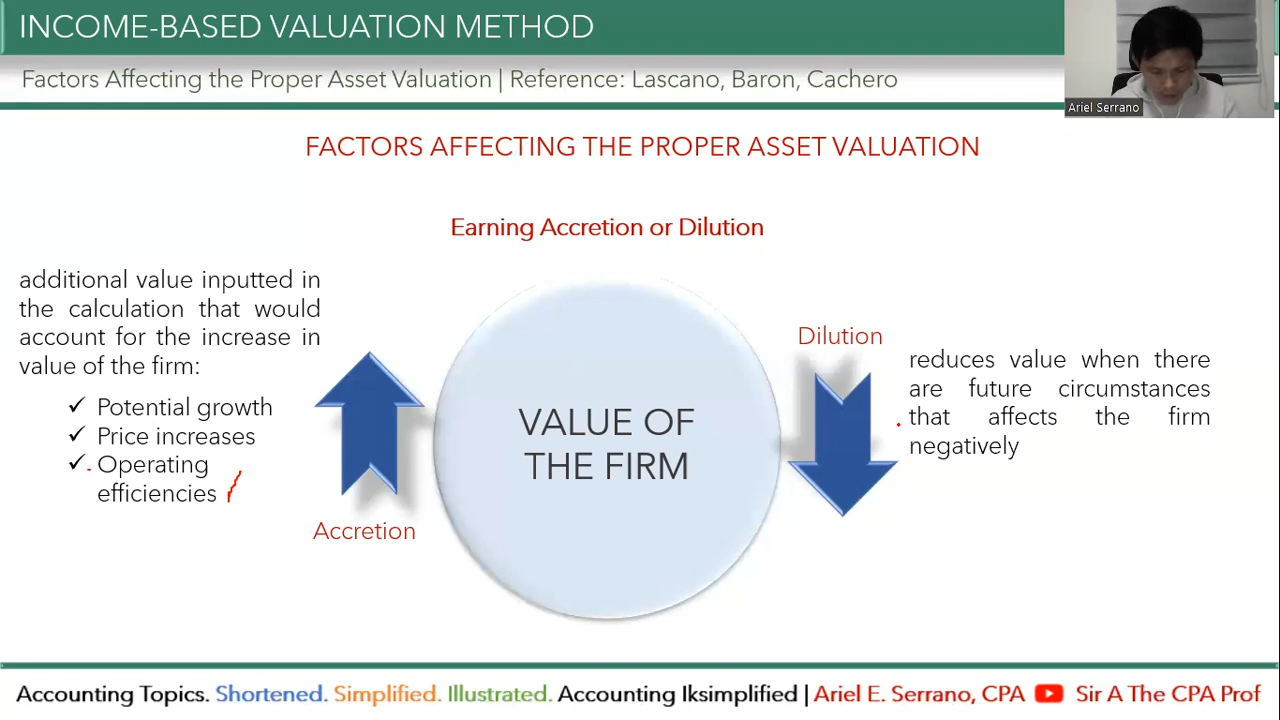 INCOME-BASED VALUATION METHOD
Factors Affecting the Proper Asset Valuation | Reference: Lascano, Baron, Cachero
Ariel Serrano
FACTORS AFFECTING THE PROPER ASSET VALUATION
Earning Accretion or Dilution
additional value inputted in
the calculation that would
account for the increase in
value of the firm:
✓ Potential growth
✓ Price increases
✓ Operating
efficiencies
Accretion
VALUE OF
THE FIRM
Dilution
reduces value when there
are future circumstances
that affects the firm
negatively
Accounting Topics. Shortened. Simplified. Illustrated. Accounting Iksimplified | Ariel E. Serrano, CPA Sir A The CPA Prof